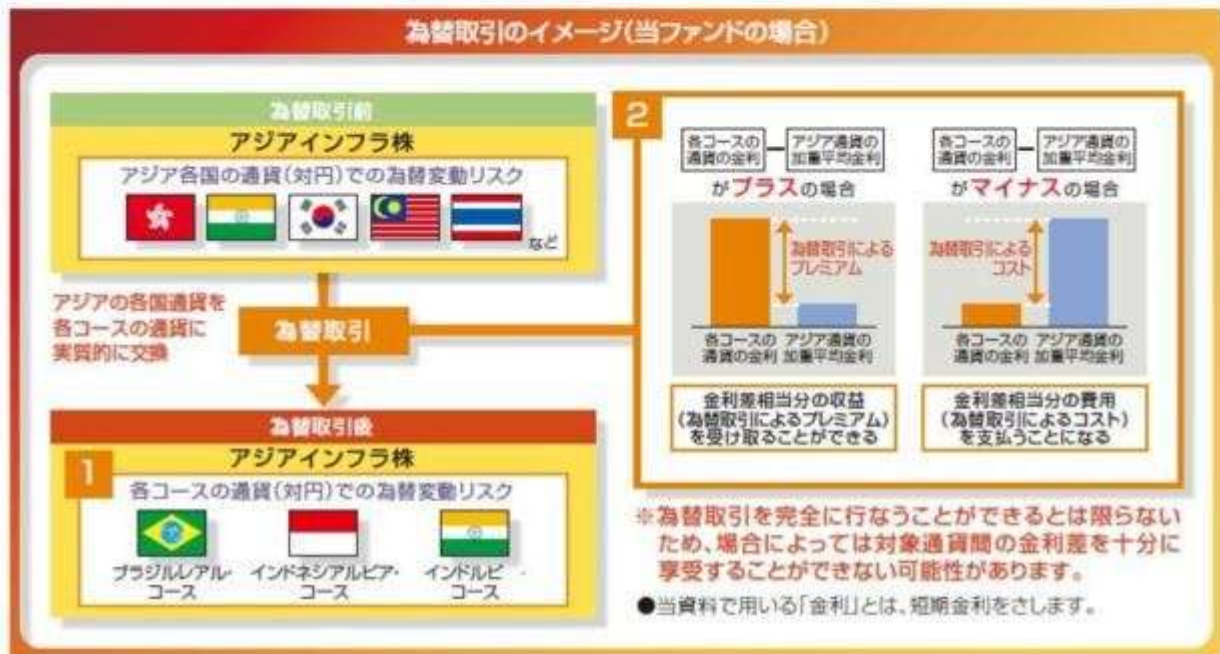 為替取引のイメージ(当ファンドの場合)
為替取引前
アジアインフラ株
アジア各国の通貨(対円)での為替変動リスク
など
アジアの各国通貨を
各コースの通貨に
実質的に交換
為替取引
為替取引後
1
アジアインフラ株
各コースの通貨(対円)での為替変動リスク
ブラジルレアル・
コース
インドネシアルピア・
コース
インドルピ ・
コース
2
各コースの
通貨の金利
ー
アジア通貨の
加重平均金利
がプラスの場合
為替取引による
プレミアム
各コースの
通貨の金利
アジア通貨の
加重平均金利
金利差相当分の収益
(為替取引によるプレミアム)
を受け取ることができる
各コースの
通貨の金利
ー
アジア通貨の
加重平均金利
がマイナスの場合
為替取引による
コスト
各コースの
通貨の金利
アジア通貨の
加重平均金利
金利差相当分の費用
(為替取引によるコスト)
を支払うことになる
※為替取引を完全に行なうことができるとは限らない
ため、場合によっては対象通貨間の金利差を十分に
享受することができない可能性があります。
●当資料で用いる「金利」とは、短期金利をさします。